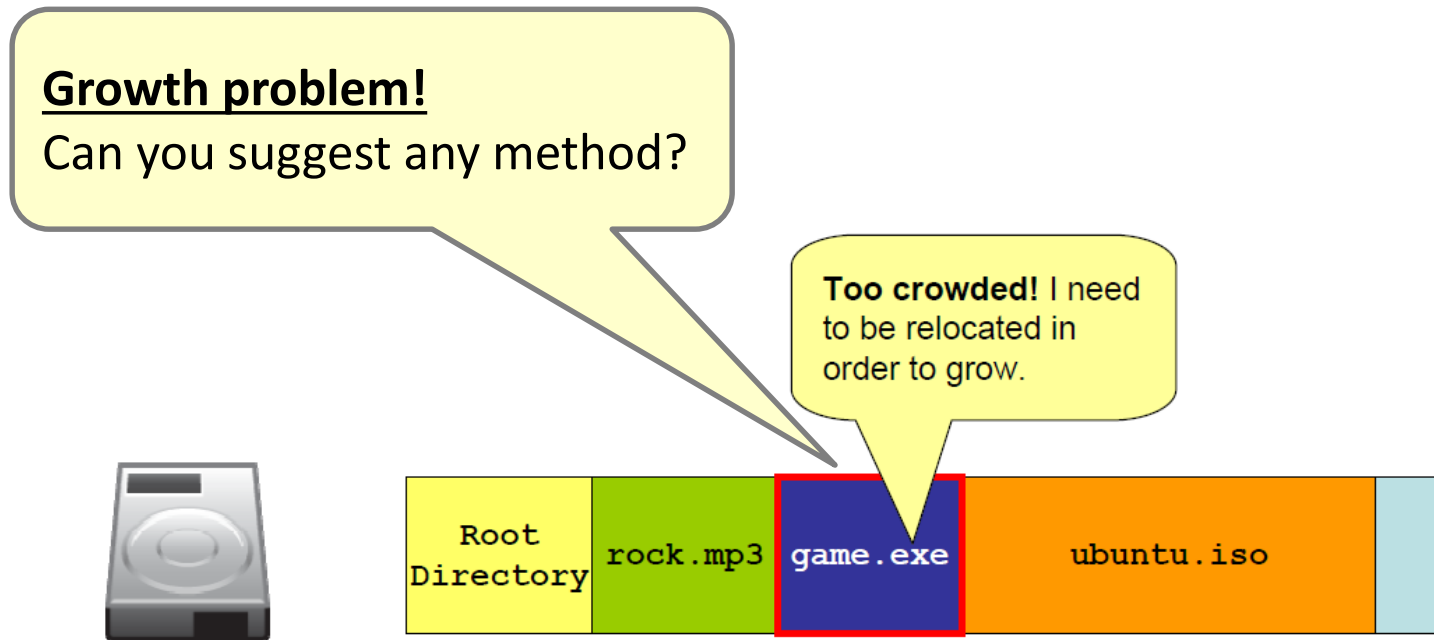 Growth problem!
Can you suggest any method?
Too crowded! I need
to be relocated in
order to grow.
Root
Directory
rock.mp3
game.exe
ubuntu.iso